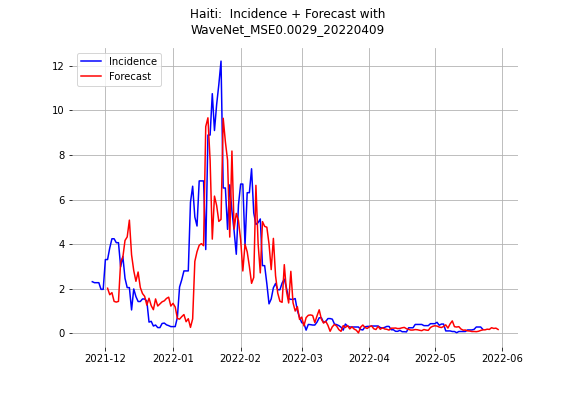 Haiti: Incidence + Forecast with
WaveNet_MSE0.0029_20220409
Incidence
Forecast
12
10
8
6
4
2
0
2021-12 2022-01 2022-02 2022-03 2022-04 2022-05 2022-06